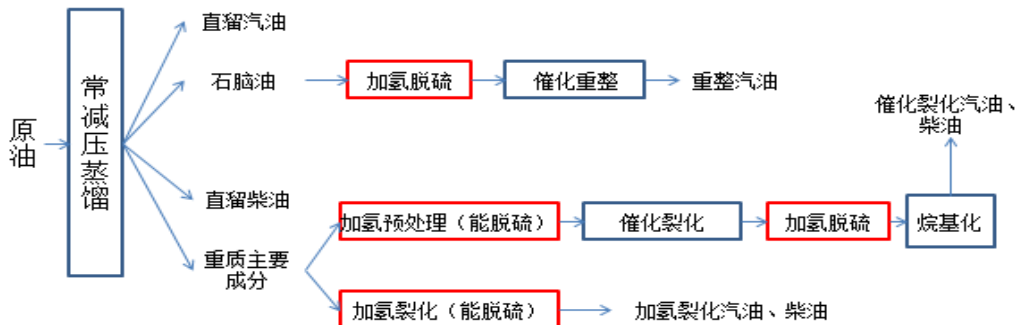 原油
常减压蒸馏
直留汽油
石脑油
加氢脱硫
催化重整
重整汽油
直留柴油
重质主要
成分
加氢预处理（能脱硫）
催化裂化
加氢脱硫
烷基化
催化裂化汽油、
柴油
加氢裂化（能脱硫）
加氢裂化汽油、柴油